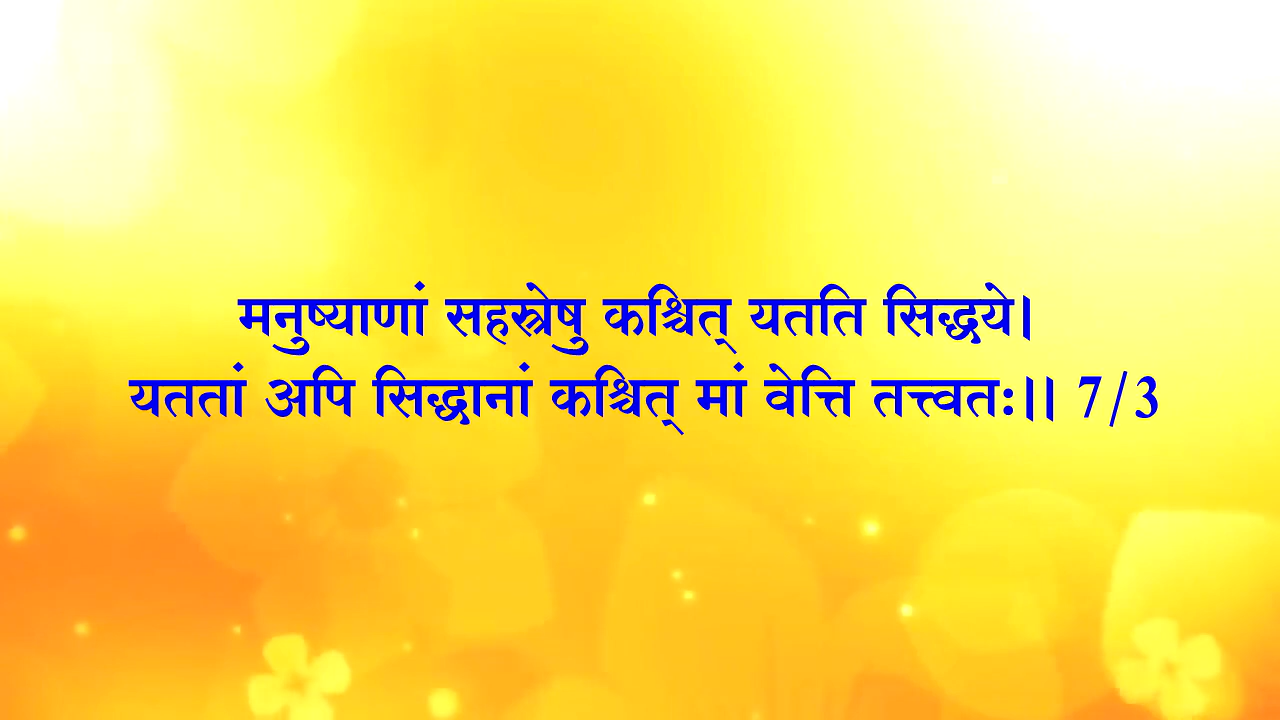 मनुष्याणां सहस्त्रेषु कश्चित् यतति सिद्धये।
यततां अपि सिद्धानां कश्चित् मां वेत्ति तत्त्वतः।। 7/3